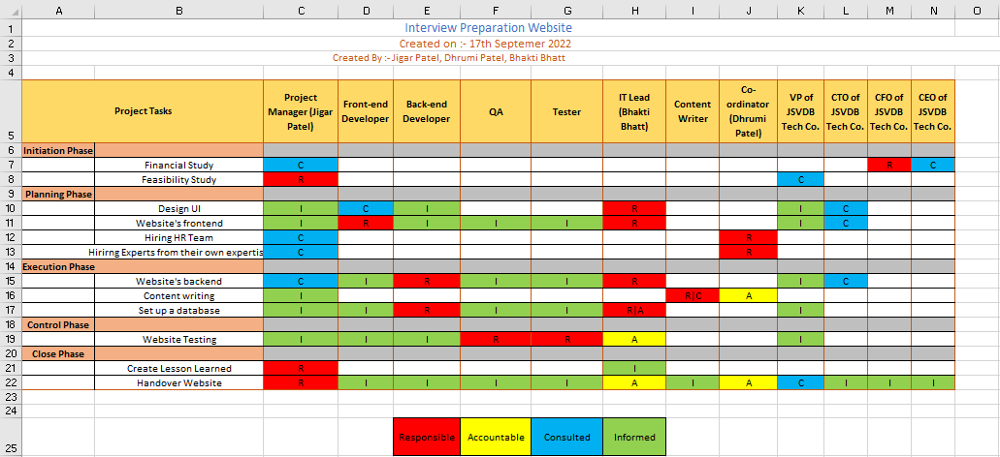 A B C D E F G H I J K L M N O
1 Interview Preparation Website
2 Created on :- 17th Septemer 2022
3 Created By :-Jigar Patel, Dhrumi Patel, Bhakti Bhatt
4
5 Project Tasks Project Manager (Jigar Patel) Front-end Developer Back-end Developer QA Tester IT Lead (Bhakti Bhatt) Content Writer Co-ordinator (Dhrumi Patel) VP of JSVDB Tech Co. CTO of JSVDB Tech Co. CFO of JSVDB Tech Co. CEO of JSVDB Tech Co.
6 Initiation Phase
7 Financial Study C R C
8 Feasibility Study R C
9 Planning Phase
10 Design UI I C I R I C
11 Website's frontend I R I I I R I C
12 Hiring HR Team C R
13 Hirirng Experts from their own expertis C R
14 Execution Phase
15 Website's backend C I R I I R I C
16 Content writing I R|C A
17 Set up a database I I R I I R|A I
18 Control Phase
19 Website Testing I I I R R A I
20 Close Phase
21 Create Lesson Learned R I
22 Handover Website R I I I I A I A C I I I
23
24
25 Responsible Accountable Consulted Informed